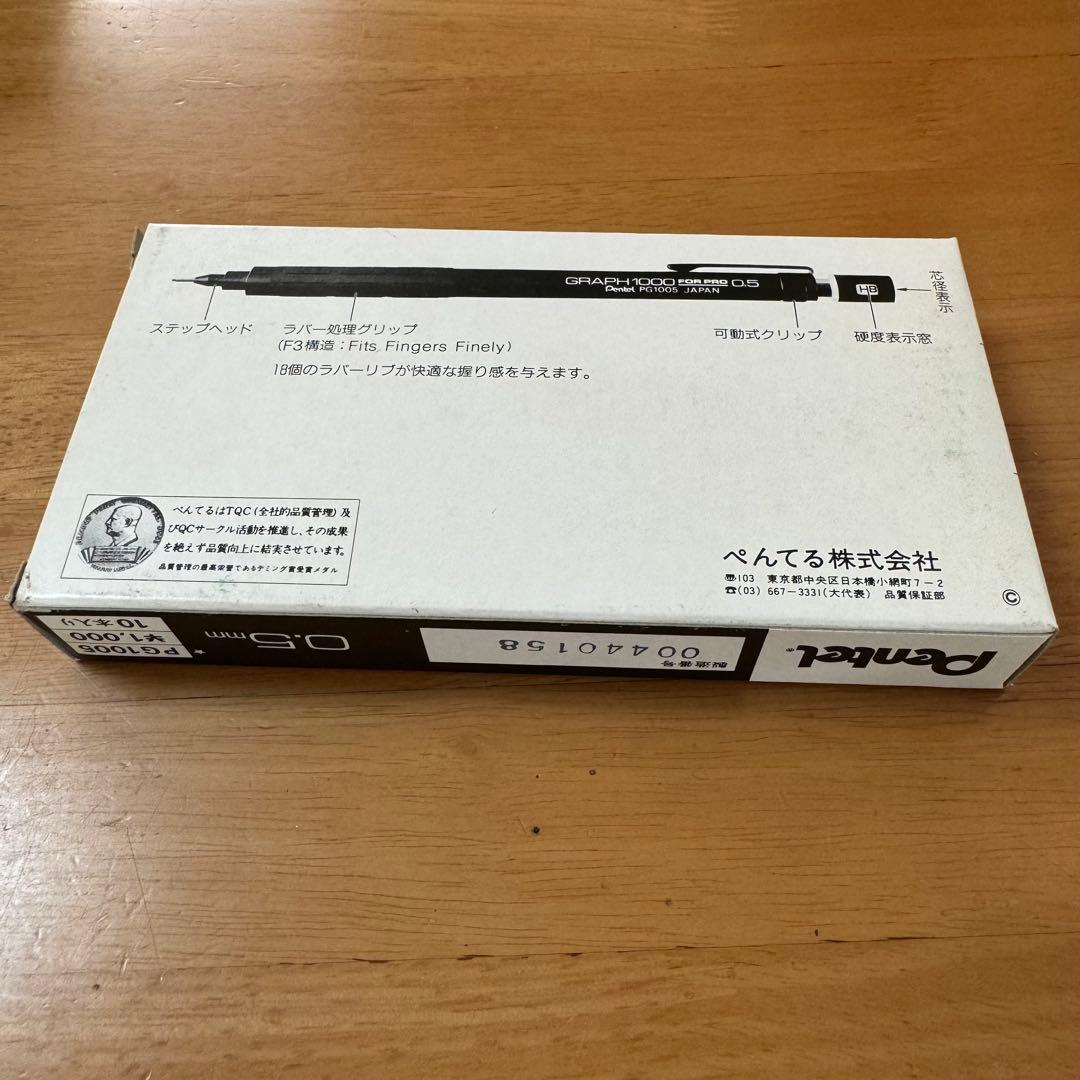 GRAPH1000 FOR PRO 0.5
Pentel PG1005 JAPAN
HB
芯径表示
ステップヘッド
ラバー処理グリップ
(F3構造:Fits Fingers Finely)
可動式クリップ
硬度表示窓
18個のラバーリブが快適な握り感を与えます。
ぺんてるはTQC(全社的品質管理)及
びQCサークル活動を推進し、その成果
を絶えず品質向上に結実させています。
品質管理の最高栄誉であるデミング賞受賞メダル
ぺんてる株式会社
〠103 東京都中央区日本橋小網町7-2
☎(03) 667-3331(大代表) 品質保証部
©
Pentel®
製造番号
00440158
0.5mm
★
PG1005
¥1,000
10本入り